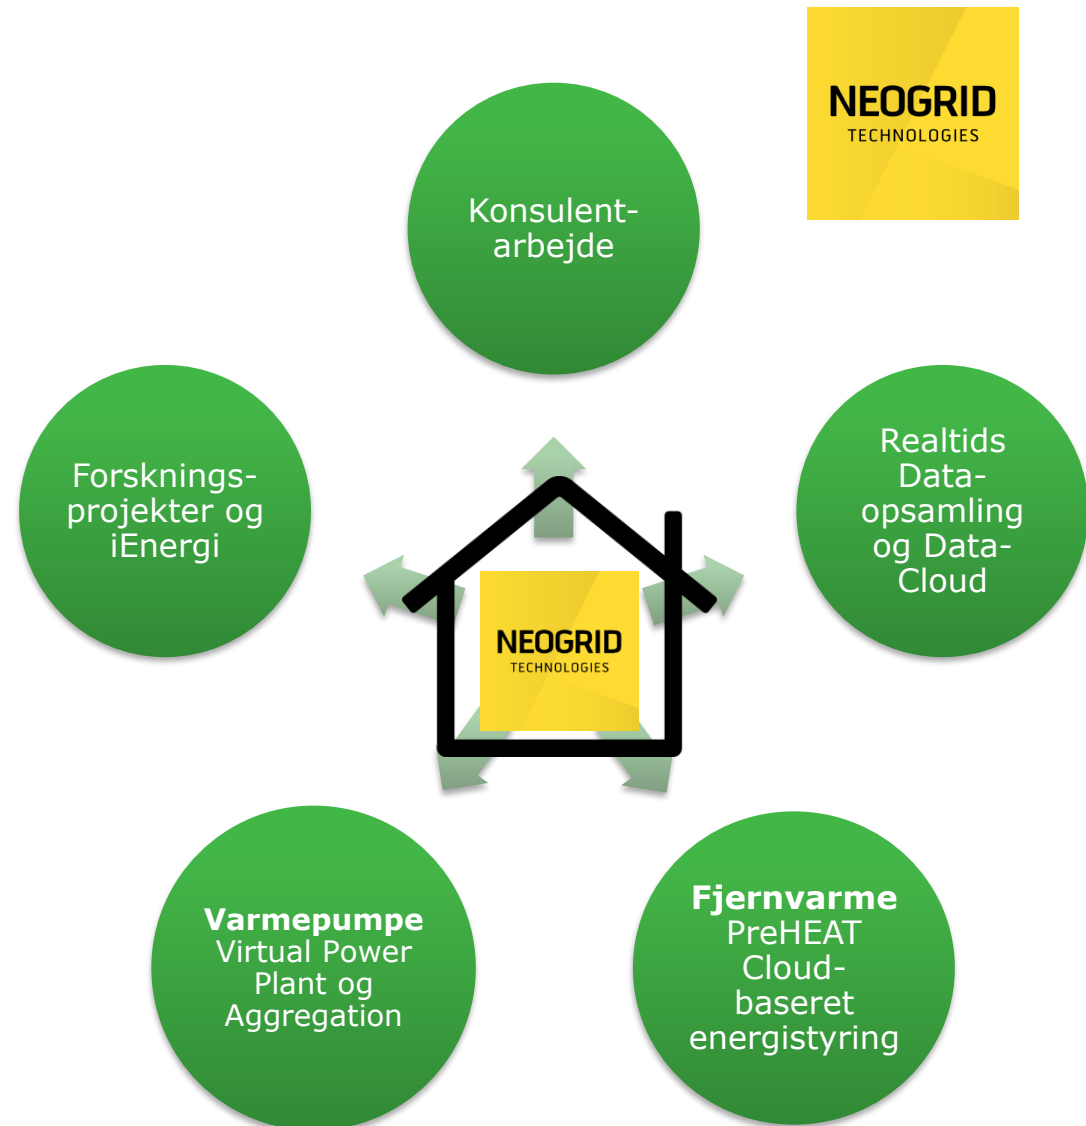 NEOGRID
TECHNOLOGIES
Konsulent-
arbejde
Realtids
Data-
opsamling
og Data-
Cloud
Forsknings-
projekter og
iEnergi
NEOGRID
TECHNOLOGIES
Varmepumpe
Virtual Power
Plant og
Aggregation
Fjernvarme
PreHEAT
Cloud-
baseret
energistyring